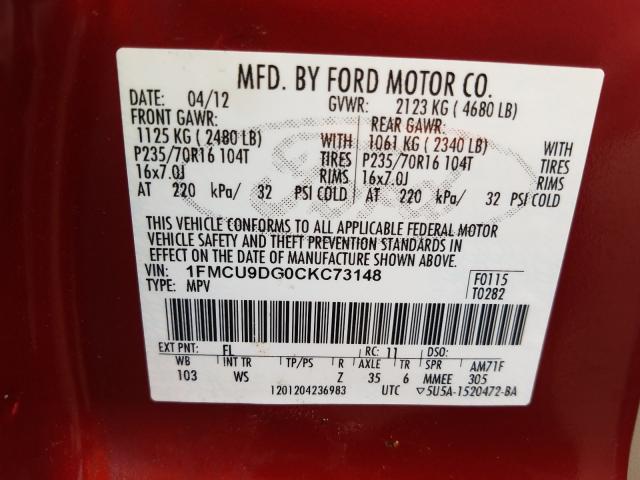 MFD. BY FORD MOTOR CO.
DATE: 04/12 GVWR: 2123 KG ( 4680 LB)
FRONT GAWR: REAR GAWR:
1125 KG ( 2480 LB) WITH 1061 KG ( 2340 LB) WITH
P235/70R16 104T TIRES P235/70R16 104T TIRES
16x7.0J RIMS 16x7.0J RIMS
AT 220 kPa/ 32 PSI COLD AT 220 kPa/ 32 PSI COLD
Ford
THIS VEHICLE CONFORMS TO ALL APPLICABLE FEDERAL MOTOR
VEHICLE SAFETY AND THEFT PREVENTION STANDARDS IN
EFFECT ON THE DATE OF MANUFACTURE SHOWN ABOVE.
VIN: 1FMCU9DG0CKC73148 F0115
TYPE: MPV T0282
EXT PNT: FL RC: 11 DSO:
WB INT TR TP/PS R AXLE TR SPR AM71F
103 WS Z 35 6 MMEE 305
1201204236983 UTC ▽5U5A-1520472-BA